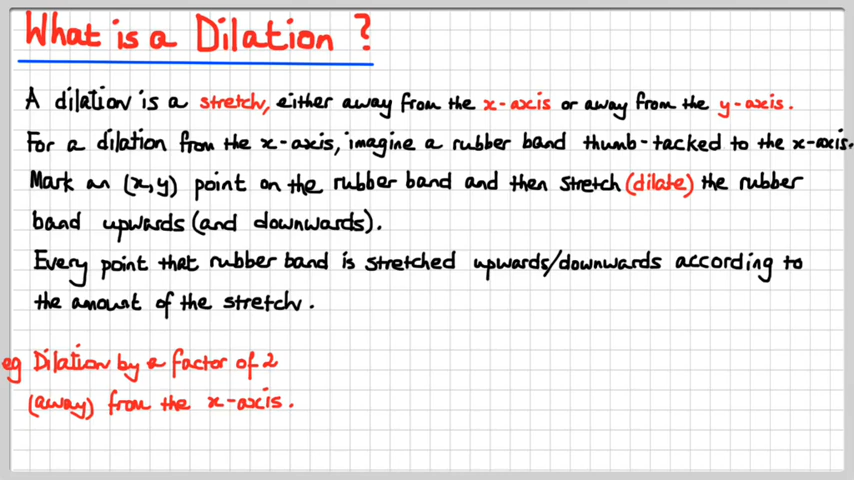 What is a Dilation ?
A dilation is a stretch, either away from the x-axis or away from the y-axis.
For a dilation from the x-axis, imagine a rubber band thumb-tacked to the x-axis.
Mark an (x,y) point on the rubber band and then stretch (dilate) the rubber
band upwards (and downwards).
Every point that rubber band is stretched upwards/downwards according to
the amount of the stretch.
eg Dilation by a factor of 2
(away) from the x-axis.